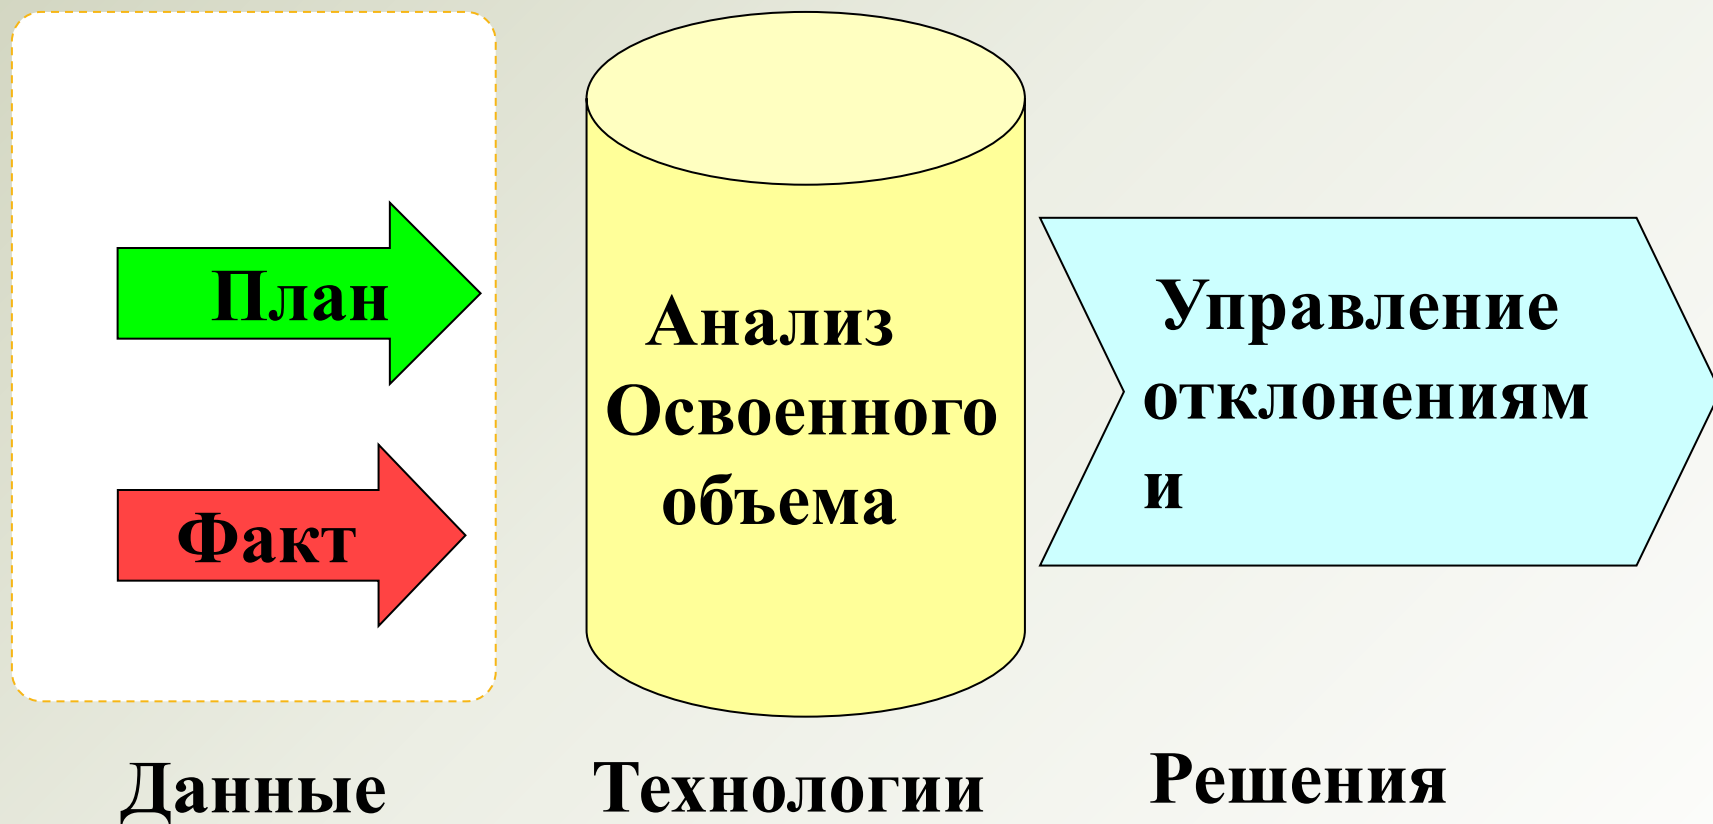 План
Факт
Анализ
Освоенного
объема
Управление
отклонениям
и
Данные
Технологии
Решения